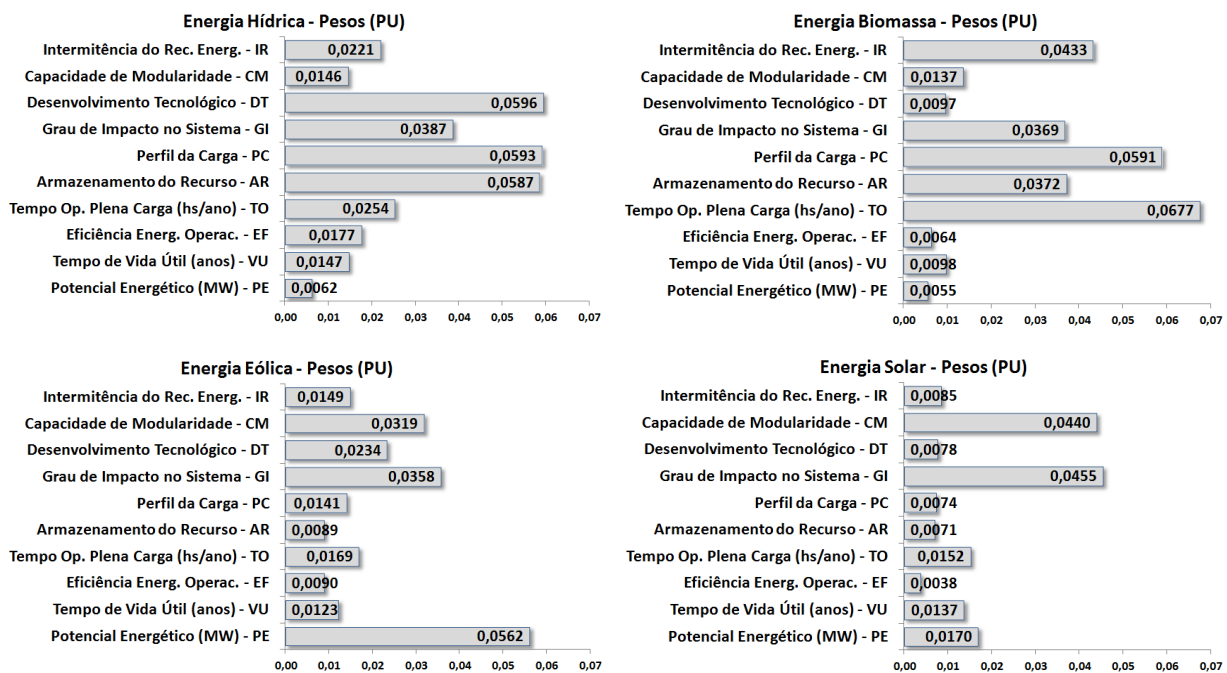 Energia Hídrica - Pesos (PU)
Intermitência do Rec. Energ. - IR 0,0221
Capacidade de Modularidade - CM 0,0146
Desenvolvimento Tecnológico - DT 0,0596
Grau de Impacto no Sistema - GI 0,0387
Perfil da Carga - PC 0,0593
Armazenamento do Recurso - AR 0,0587
Tempo Op. Plena Carga (hs/ano) - TO 0,0254
Eficiência Energ. Operac. - EF 0,0177
Tempo de Vida Útil (anos) - VU 0,0147
Potencial Energético (MW) - PE 0,0062
0,00 0,01 0,02 0,03 0,04 0,05 0,06 0,07
Energia Biomassa - Pesos (PU)
Intermitência do Rec. Energ. - IR 0,0433
Capacidade de Modularidade - CM 0,0137
Desenvolvimento Tecnológico - DT 0,0097
Grau de Impacto no Sistema - GI 0,0369
Perfil da Carga - PC 0,0591
Armazenamento do Recurso - AR 0,0372
Tempo Op. Plena Carga (hs/ano) - TO 0,0677
Eficiência Energ. Operac. - EF 0,0064
Tempo de Vida Útil (anos) - VU 0,0098
Potencial Energético (MW) - PE 0,0055
0,00 0,01 0,02 0,03 0,04 0,05 0,06 0,07
Energia Eólica - Pesos (PU)
Intermitência do Rec. Energ. - IR 0,0149
Capacidade de Modularidade - CM 0,0319
Desenvolvimento Tecnológico - DT 0,0234
Grau de Impacto no Sistema - GI 0,0358
Perfil da Carga - PC 0,0141
Armazenamento do Recurso - AR 0,0089
Tempo Op. Plena Carga (hs/ano) - TO 0,0169
Eficiência Energ. Operac. - EF 0,0090
Tempo de Vida Útil (anos) - VU 0,0123
Potencial Energético (MW) - PE 0,0562
0,00 0,01 0,02 0,03 0,04 0,05 0,06 0,07
Energia Solar - Pesos (PU)
Intermitência do Rec. Energ. - IR 0,0085
Capacidade de Modularidade - CM 0,0440
Desenvolvimento Tecnológico - DT 0,0078
Grau de Impacto no Sistema - GI 0,0455
Perfil da Carga - PC 0,0074
Armazenamento do Recurso - AR 0,0071
Tempo Op. Plena Carga (hs/ano) - TO 0,0152
Eficiência Energ. Operac. - EF 0,0038
Tempo de Vida Útil (anos) - VU 0,0137
Potencial Energético (MW) - PE 0,0170
0,00 0,01 0,02 0,03 0,04 0,05 0,06 0,07